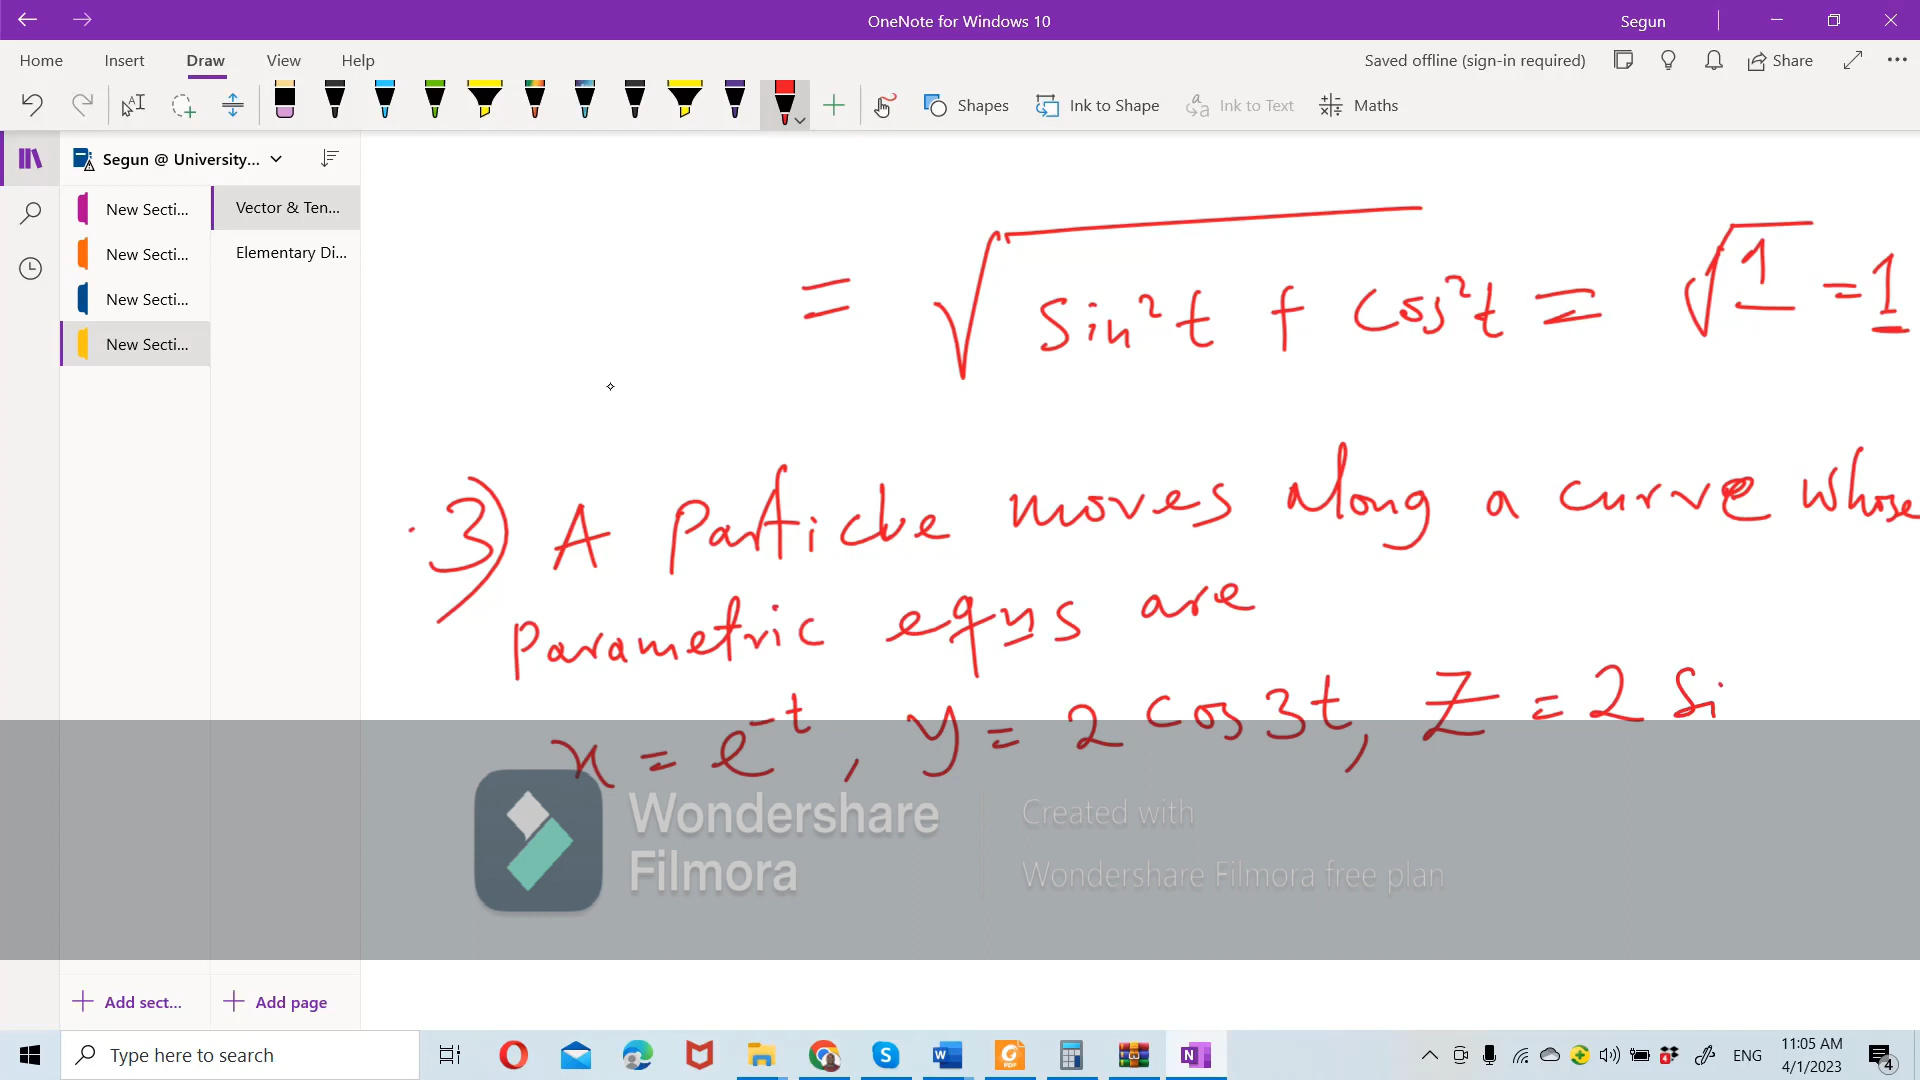 OneNote for Windows 10
Segun
Home Insert Draw View Help
Saved offline (sign-in required)
Share
Shapes Ink to Shape Ink to Text Maths
Segun @ University...
New Secti...
New Secti...
New Secti...
New Secti...
Vector & Ten...
Elementary Di...
= √sin²t + cos²t = √1 = 1
3) A particle moves along a curve whose
parametric eqns are
x = e^-t, y = 2 cos3t, Z = 2 Si
Wondershare
Filmora
Created with
Wondershare Filmora free plan
Add sect...
Add page
Type here to search
ENG
11:05 AM
4/1/2023
4